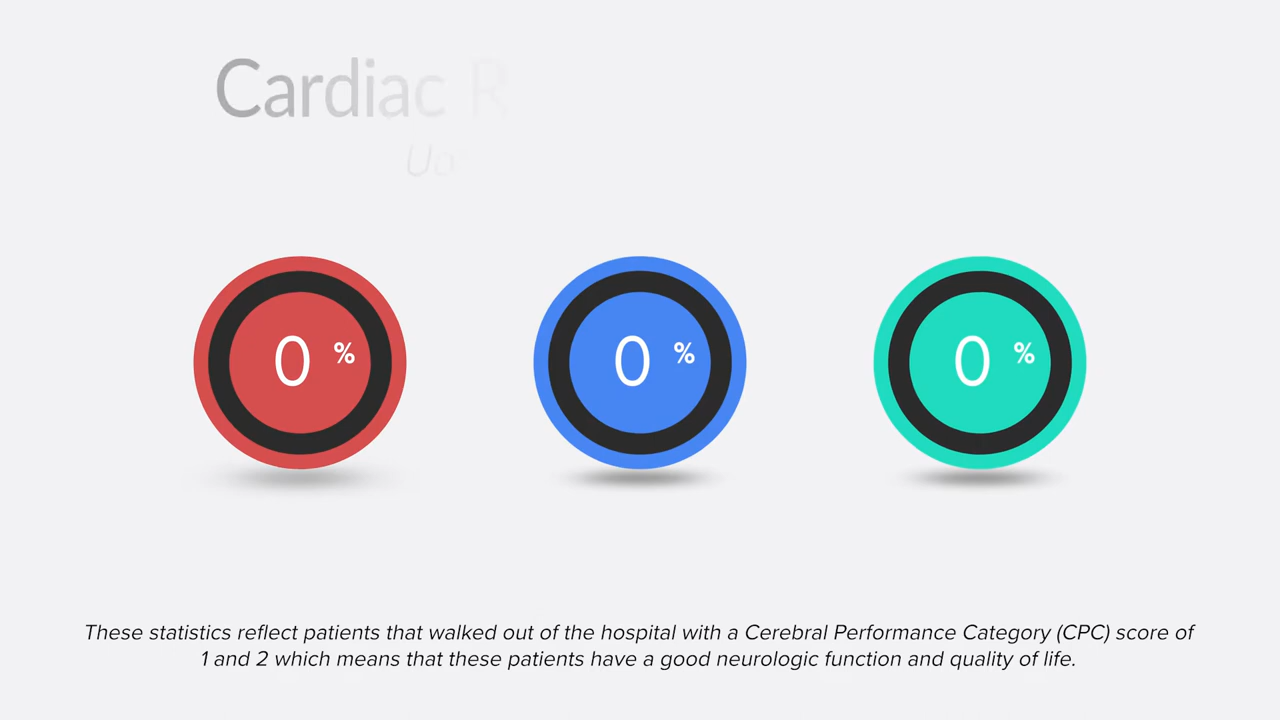 Cardiac R
0 %
0 %
0 %
These statistics reflect patients that walked out of the hospital with a Cerebral Performance Category (CPC) score of
1 and 2 which means that these patients have a good neurologic function and quality of life.